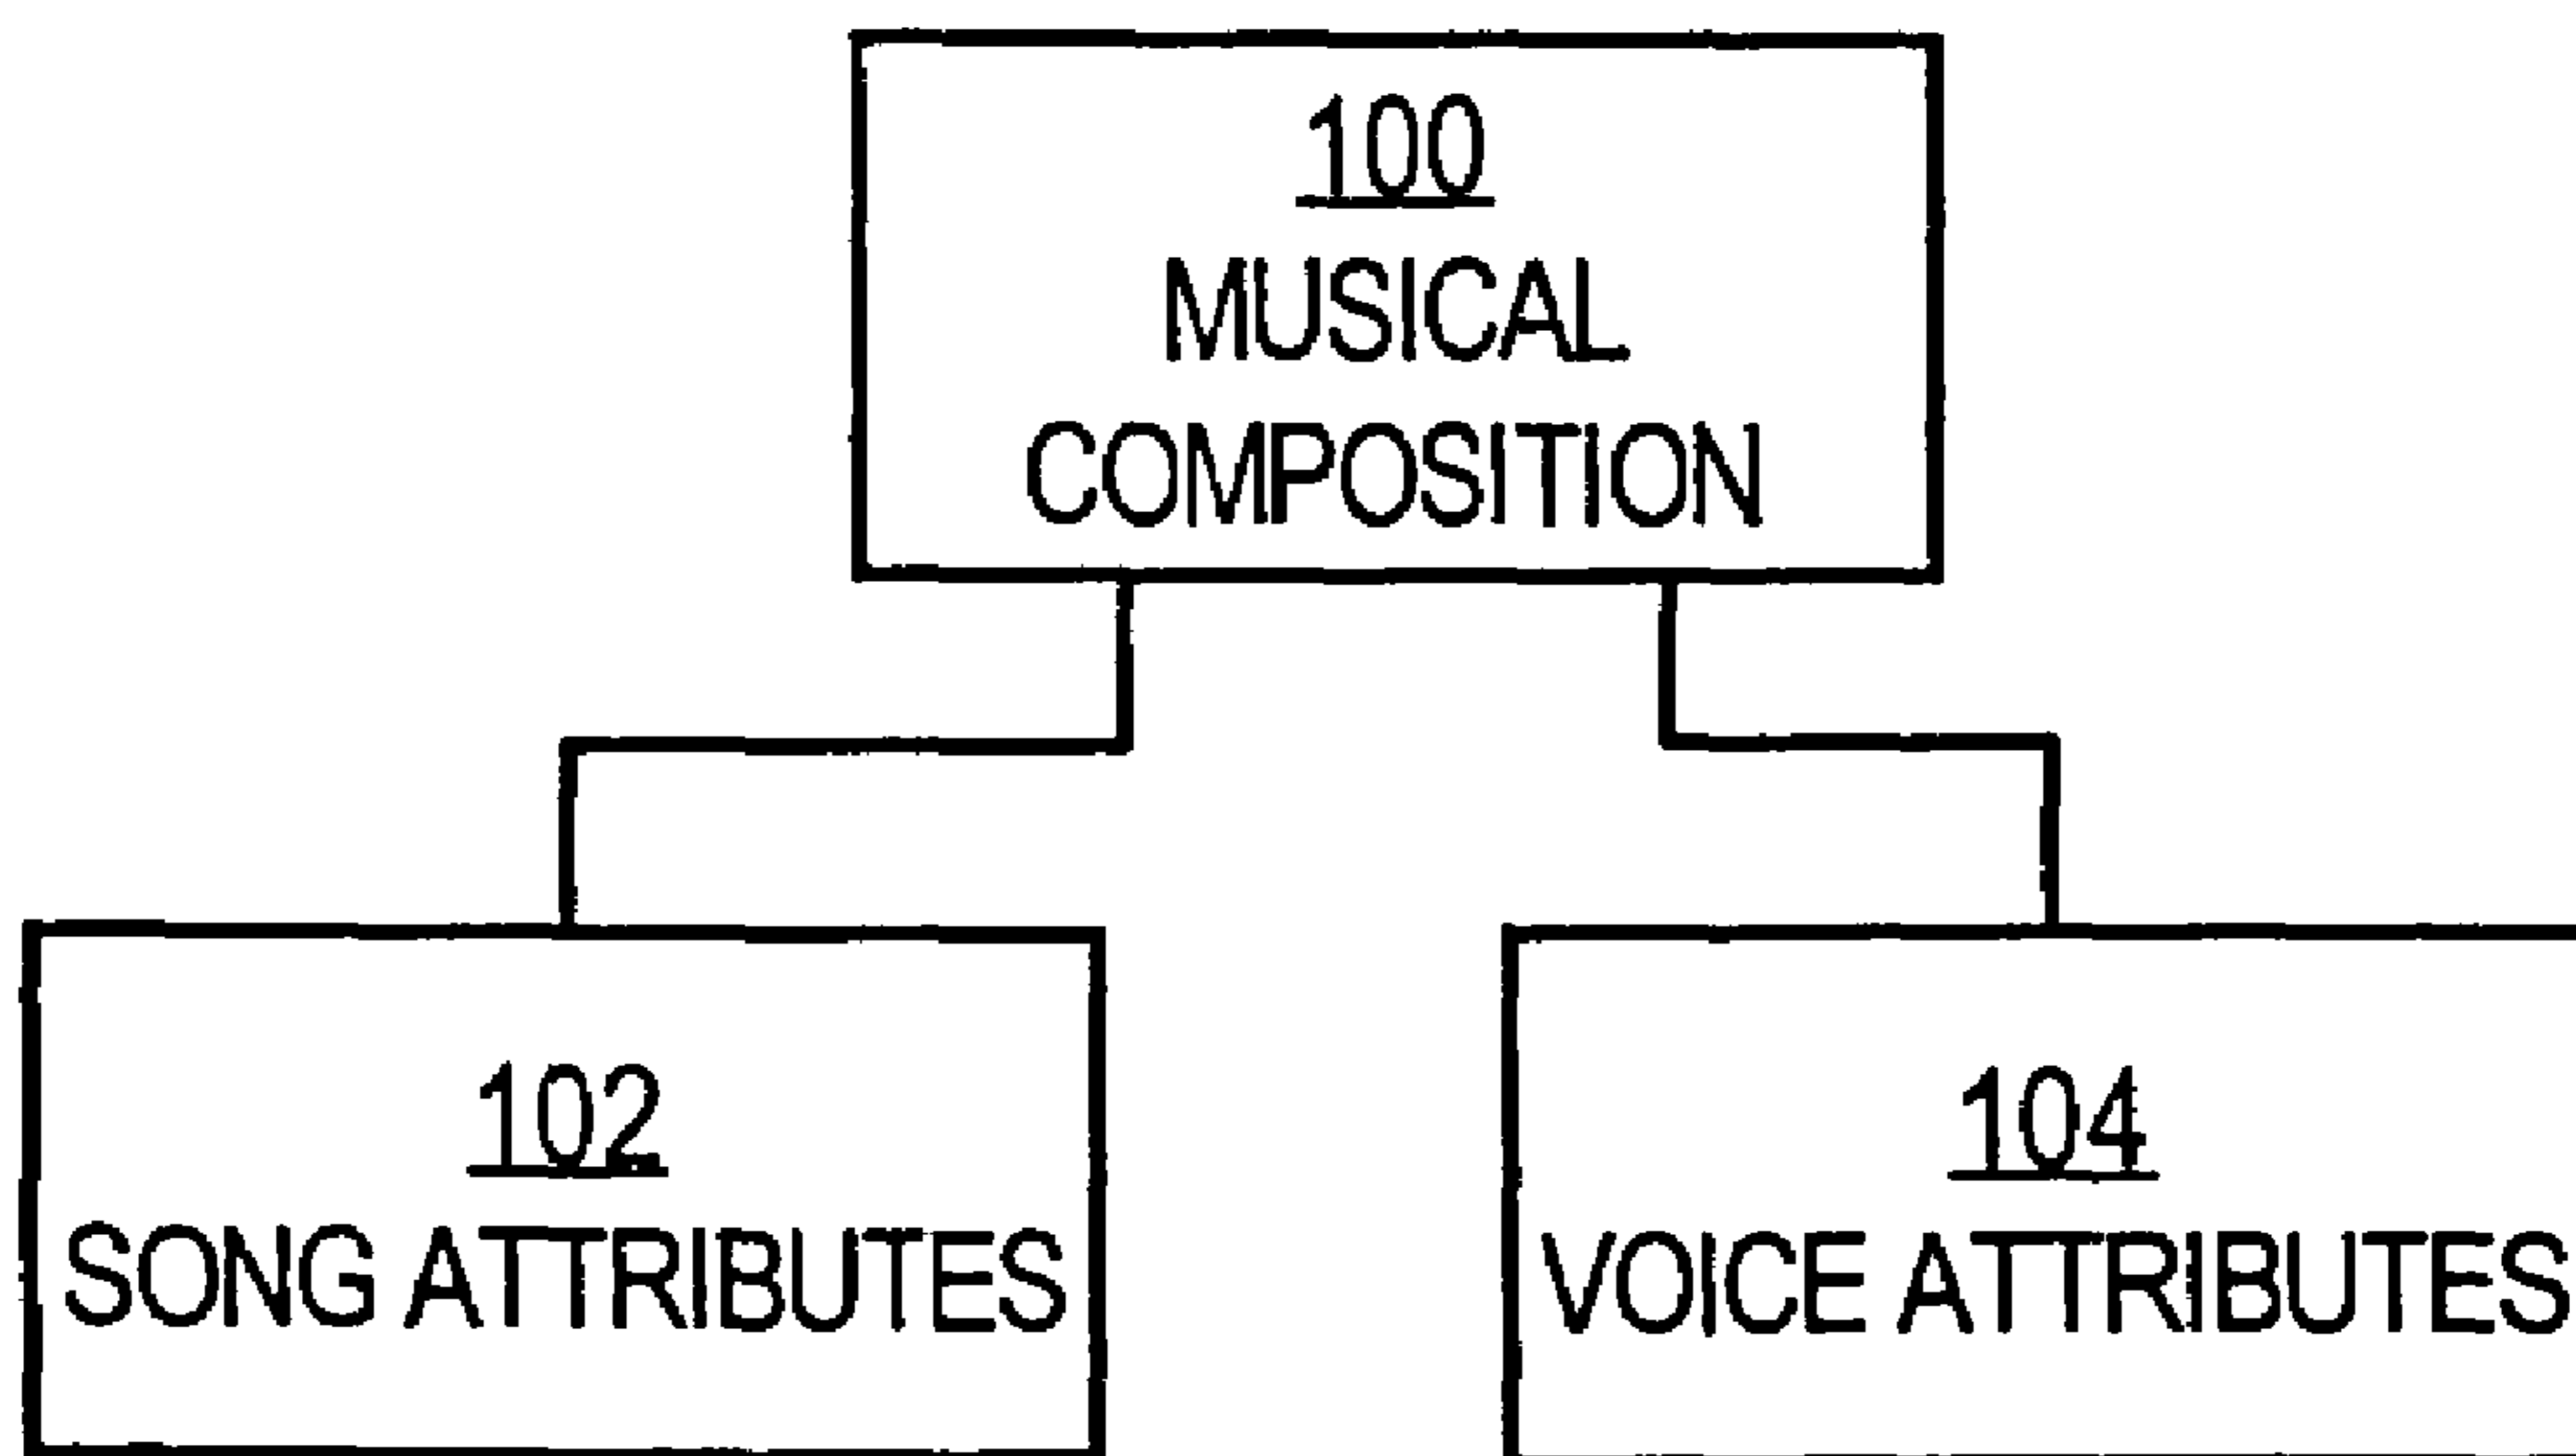 100
MUSICAL
COMPOSITION
102
SONG ATTRIBUTES
104
VOICE ATTRIBUTES